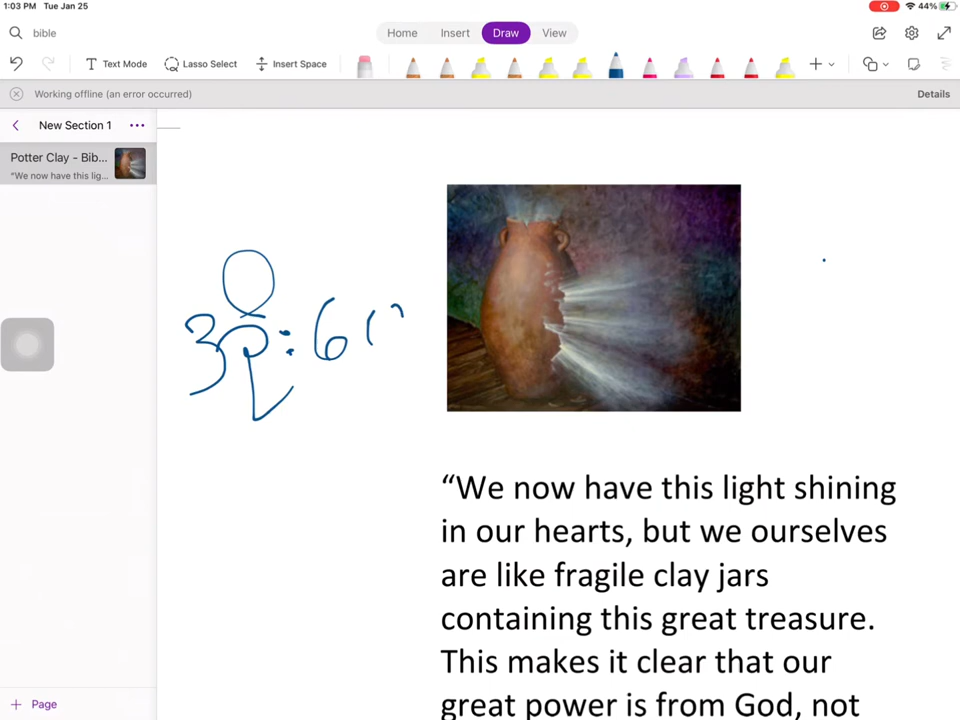 1:03 PM Tue Jan 25
44%
bible
Home Insert Draw View
Text Mode Lasso Select Insert Space
Working offline (an error occurred) Details
New Section 1
Potter Clay - Bib...
“We now have this lig...
“We now have this light shining
in our hearts, but we ourselves
are like fragile clay jars
containing this great treasure.
This makes it clear that our
great power is from God, not
Page